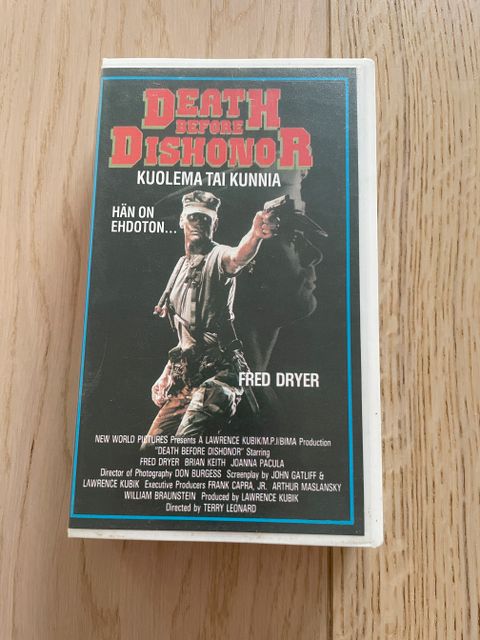 DEATH
BEFORE
DISHONOR
KUOLEMA TAI KUNNIA
HÄN ON
EHDOTON...
FRED DRYER
NEW WORLD PICTURES Presents A LAWRENCE KUBIK/M.P.I/BIMA Production
"DEATH BEFORE DISHONOR" Starring
FRED DRYER BRIAN KEITH JOANNA PACULA
Director of Photography DON BURGESS Screenplay by JOHN GATLIFF &
LAWRENCE KUBIK Executive Producers FRANK CAPRA, JR. ARTHUR MASLANSKY
WILLIAM BRAUNSTEIN Produced by LAWRENCE KUBIK
Directed by TERRY LEONARD